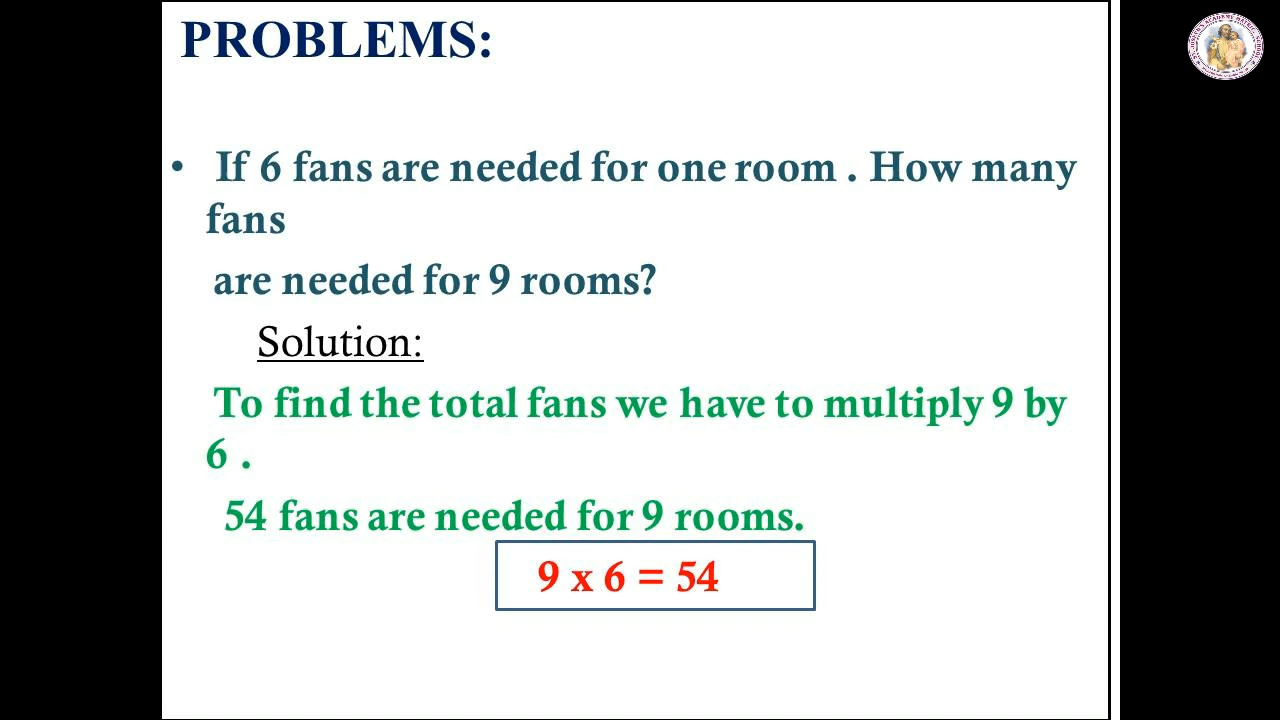 PROBLEMS:
• If 6 fans are needed for one room . How many
fans
are needed for 9 rooms?
Solution:
To find the total fans we have to multiply 9 by
6 .
54 fans are needed for 9 rooms.
9 x 6 = 54